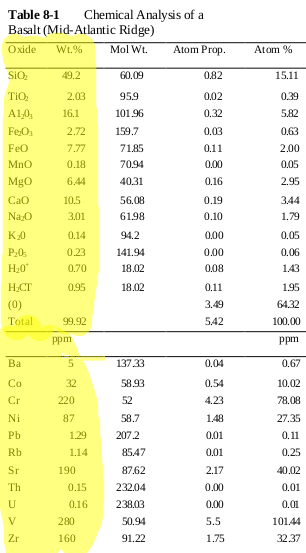 Table 8-1 Chemical Analysis of a
Basalt (Mid-Atlantic Ridge)
Oxide Wt.% Mol Wt. Atom Prop. Atom %
SiO₂ 49.2 60.09 0.82 15.11
TiO₂ 2.03 95.9 0.02 0.39
A1₂0₃ 16.1 101.96 0.32 5.82
Fe₂O₃ 2.72 159.7 0.03 0.63
FeO 7.77 71.85 0.11 2.00
MnO 0.18 70.94 0.00 0.05
MgO 6.44 40.31 0.16 2.95
CaO 10.5 56.08 0.19 3.44
Na₂O 3.01 61.98 0.10 1.79
K₂0 0.14 94.2 0.00 0.05
P₂0₅ 0.23 141.94 0.00 0.06
H₂0⁺ 0.70 18.02 0.08 1.43
H₂CT 0.95 18.02 0.11 1.95
(0) 3.49 64.32
Total 99.92 5.42 100.00
ppm ppm
Ba 5 137.33 0.04 0.67
Co 32 58.93 0.54 10.02
Cr 220 52 4.23 78.08
Ni 87 58.7 1.48 27.35
Pb 1.29 207.2 0.01 0.11
Rb 1.14 85.47 0.01 0.25
Sr 190 87.62 2.17 40.02
Th 0.15 232.04 0.00 0.01
U 0.16 238.03 0.00 0.01
V 280 50.94 5.5 101.44
Zr 160 91.22 1.75 32.37